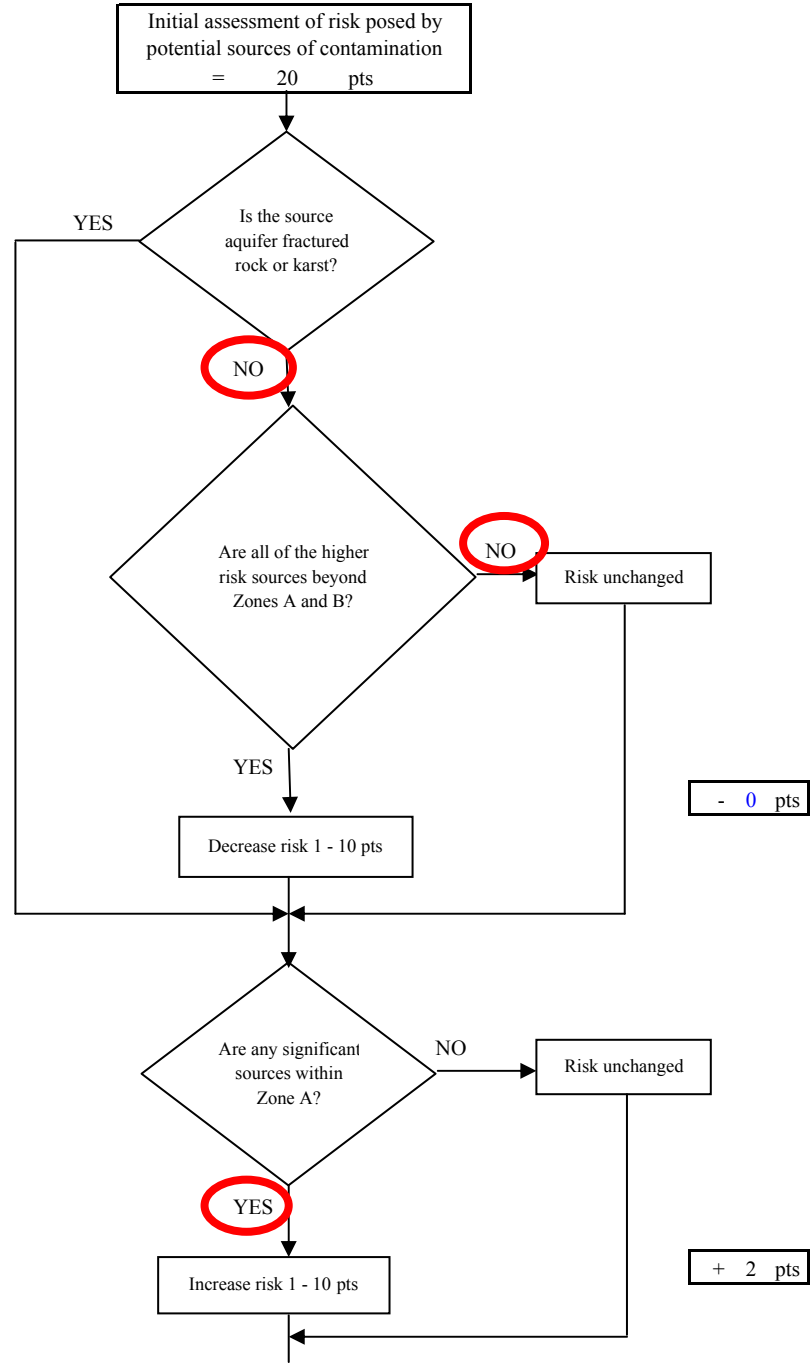 Initial assessment of risk posed by
potential sources of contamination
= 20 pts
YES
Is the source
aquifer fractured
rock or karst?
NO
Are all of the higher
risk sources beyond
Zones A and B?
NO
Risk unchanged
YES
- 0 pts
Decrease risk 1 - 10 pts
Are any significant
sources within
Zone A?
NO
Risk unchanged
YES
+ 2 pts
Increase risk 1 - 10 pts